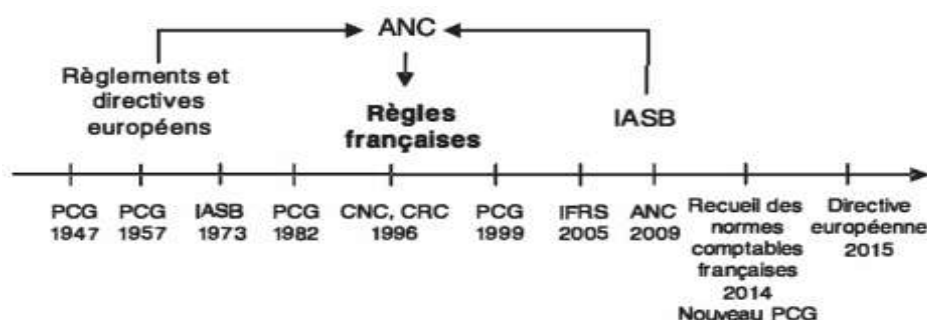 ANC
Règlements et
directives
européens
Règles
françaises
IASB
PCG
1947
PCG
1957
IASB
1973
PCG
1982
CNC, CRC
1996
PCG
1999
IFRS
2005
ANC
2009
Recueil des
normes
comptables
françaises
2014
Nouveau PCG
Directive
européenne
2015